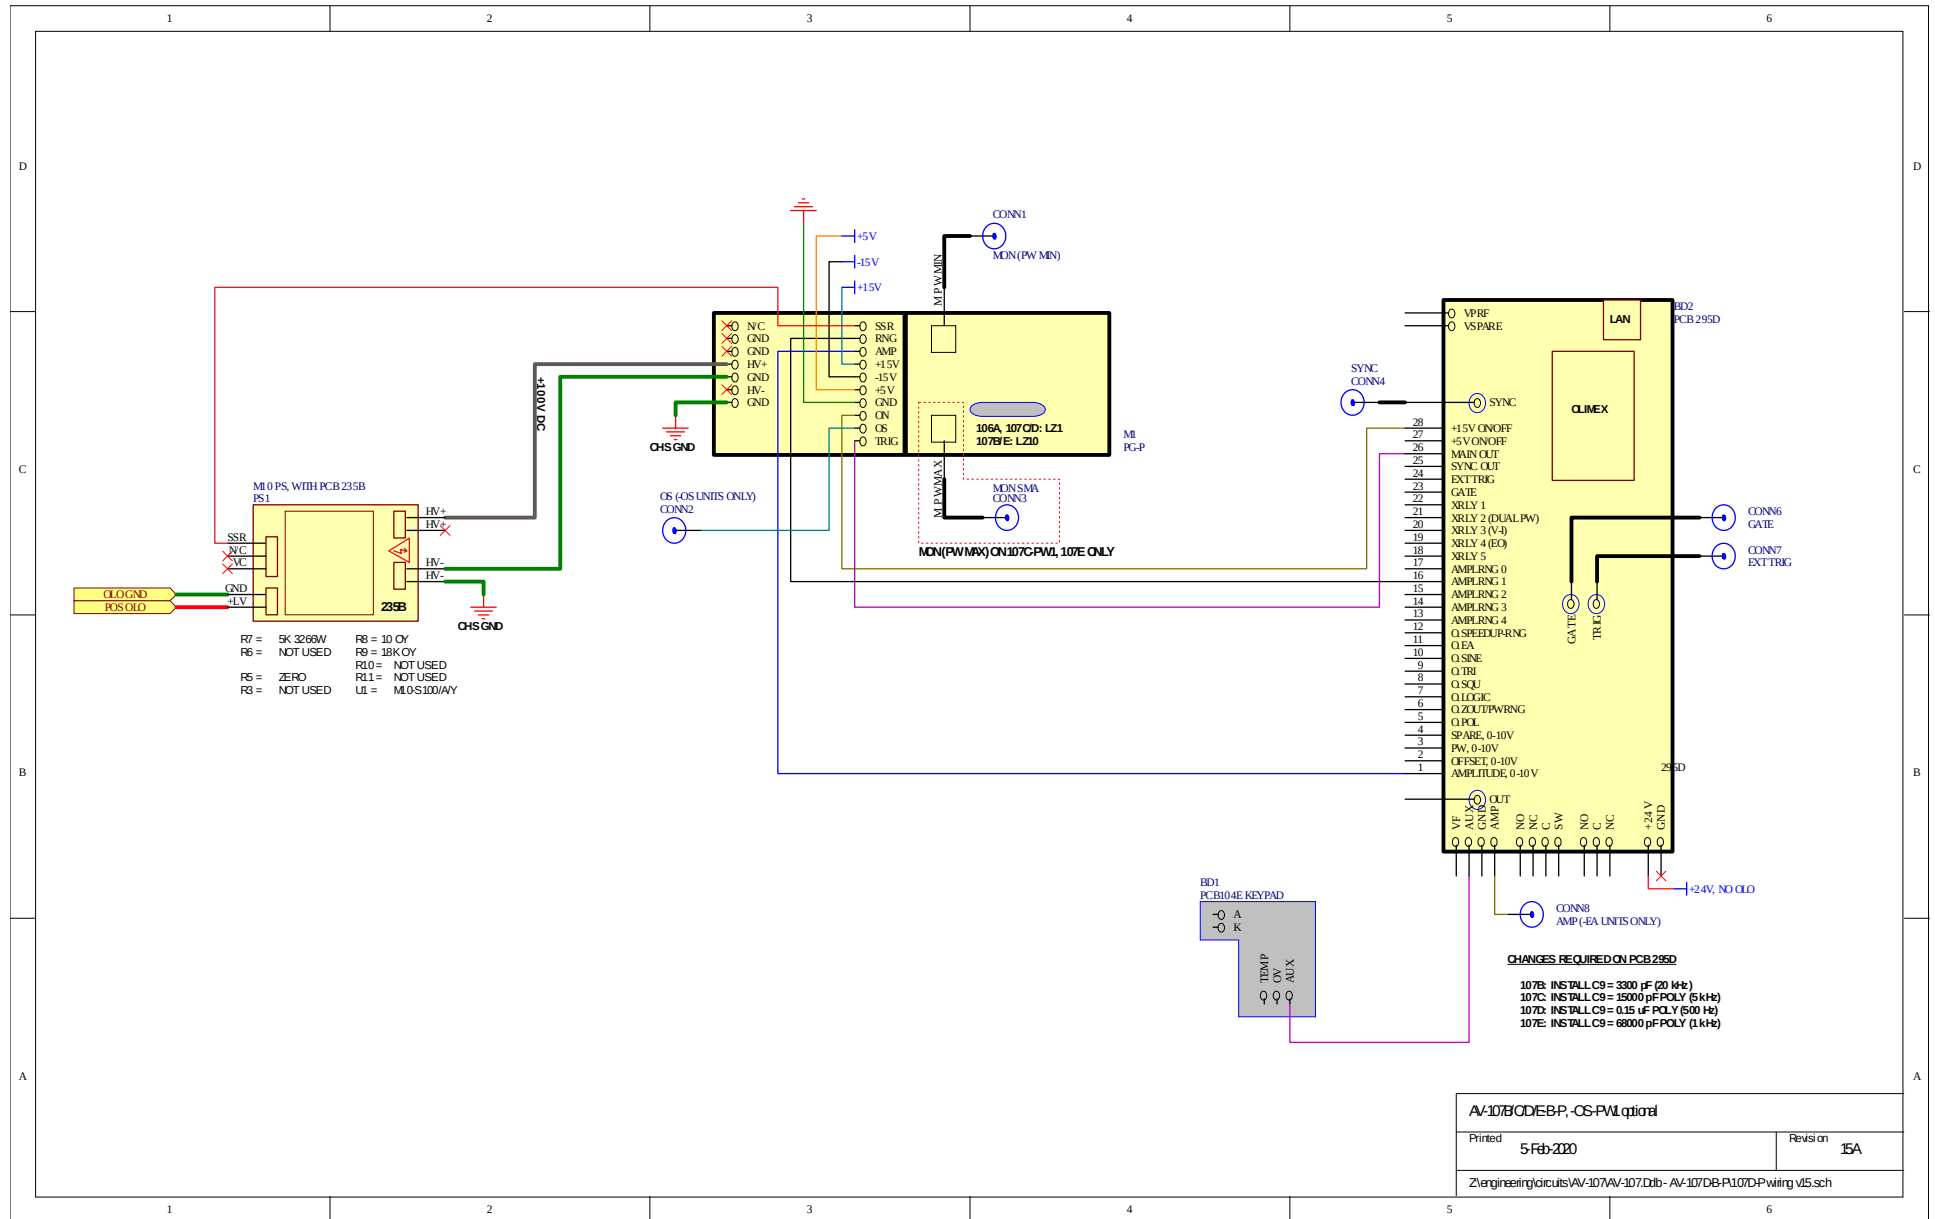 1 2 3 4 5 6
D D
C C
B B
A A
1 2 3 4 5 6
+5V
-15V
+15V
CONN1
MON (PW MIN)
M PWMIN
N/C
GND
GND
HV+
GND
HV-
GND
SSR
RNG
AMP
+15V
-15V
+5V
GND
ON
OS
TRIG
106A, 107C/D: LZ1
107B/E: LZ10
M1
PG-P
CHS GND
+100V DC
M PWMAX
MON SMA
CONN3
MON (PW MAX) ON 107C-PW1, 107E ONLY
OS (-OS UNITS ONLY)
CONN2
M10 PS, WITH PCB 235B
PS1
SSR
N/C
VC
GND
+LV
HV+
HV+
HV-
HV-
235B
OLO GND
POS OLO
CHS GND
R7 = 5K 3266W R8 = 10 OY
R6 = NOT USED R9 = 18K OY
R10 = NOT USED
R5 = ZERO R11 = NOT USED
R3 = NOT USED U1 = M10-S100/A/Y
BD2
PCB 295D
LAN
OLIMEX
VPRF
VSPARE
SYNC
CONN4
SYNC
28 +15V ON/OFF
27 +5V ON/OFF
26 MAIN OUT
25 SYNC OUT
24 EXT TRIG
23 GATE
22 XRLY 1
21 XRLY 2 (DUAL PW)
20 XRLY 3 (V-I)
19 XRLY 4 (EO)
18 XRLY 5
17 AMPLRNG 0
16 AMPLRNG 1
15 AMPLRNG 2
14 AMPLRNG 3
13 AMPLRNG 4
12 O.SPEEDUP-RNG
11 O.EA
10 O.SINE
9 O.TRI
8 O.SQU
7 O.LOGIC
6 O.ZOUT/PWRNG
5 O.POL
4 SPARE, 0-10V
3 PW, 0-10V
2 OFFSET, 0-10V
1 AMPLITUDE, 0-10V
GATE
TRIG
CONN6
GATE
CONN7
EXT TRIG
295D
OUT
VF
AUX
GND
AMP
NO
NC
C
SW
NO
C
NC
+24V
GND
+24V, NO OLO
CONN8
AMP (-EA UNITS ONLY)
BD1
PCB104E KEYPAD
A
K
TEMP
OV
AUX
CHANGES REQUIRED ON PCB 295D
107B: INSTALL C9 = 3300 pF (20 kHz)
107C: INSTALL C9 = 15000 pF POLY (5 kHz)
107D: INSTALL C9 = 0.15 uF POLY (500 Hz)
107E: INSTALL C9 = 68000 pF POLY (1 kHz)
AV-107B/C/D/E-B-P, -OS-PW1 optional
Printed 5-Feb-2020 Revision 15A
Z:\engineering\circuits\AV-107\AV-107.Ddb - AV-107D-B-P\107D-P wiring v15.sch